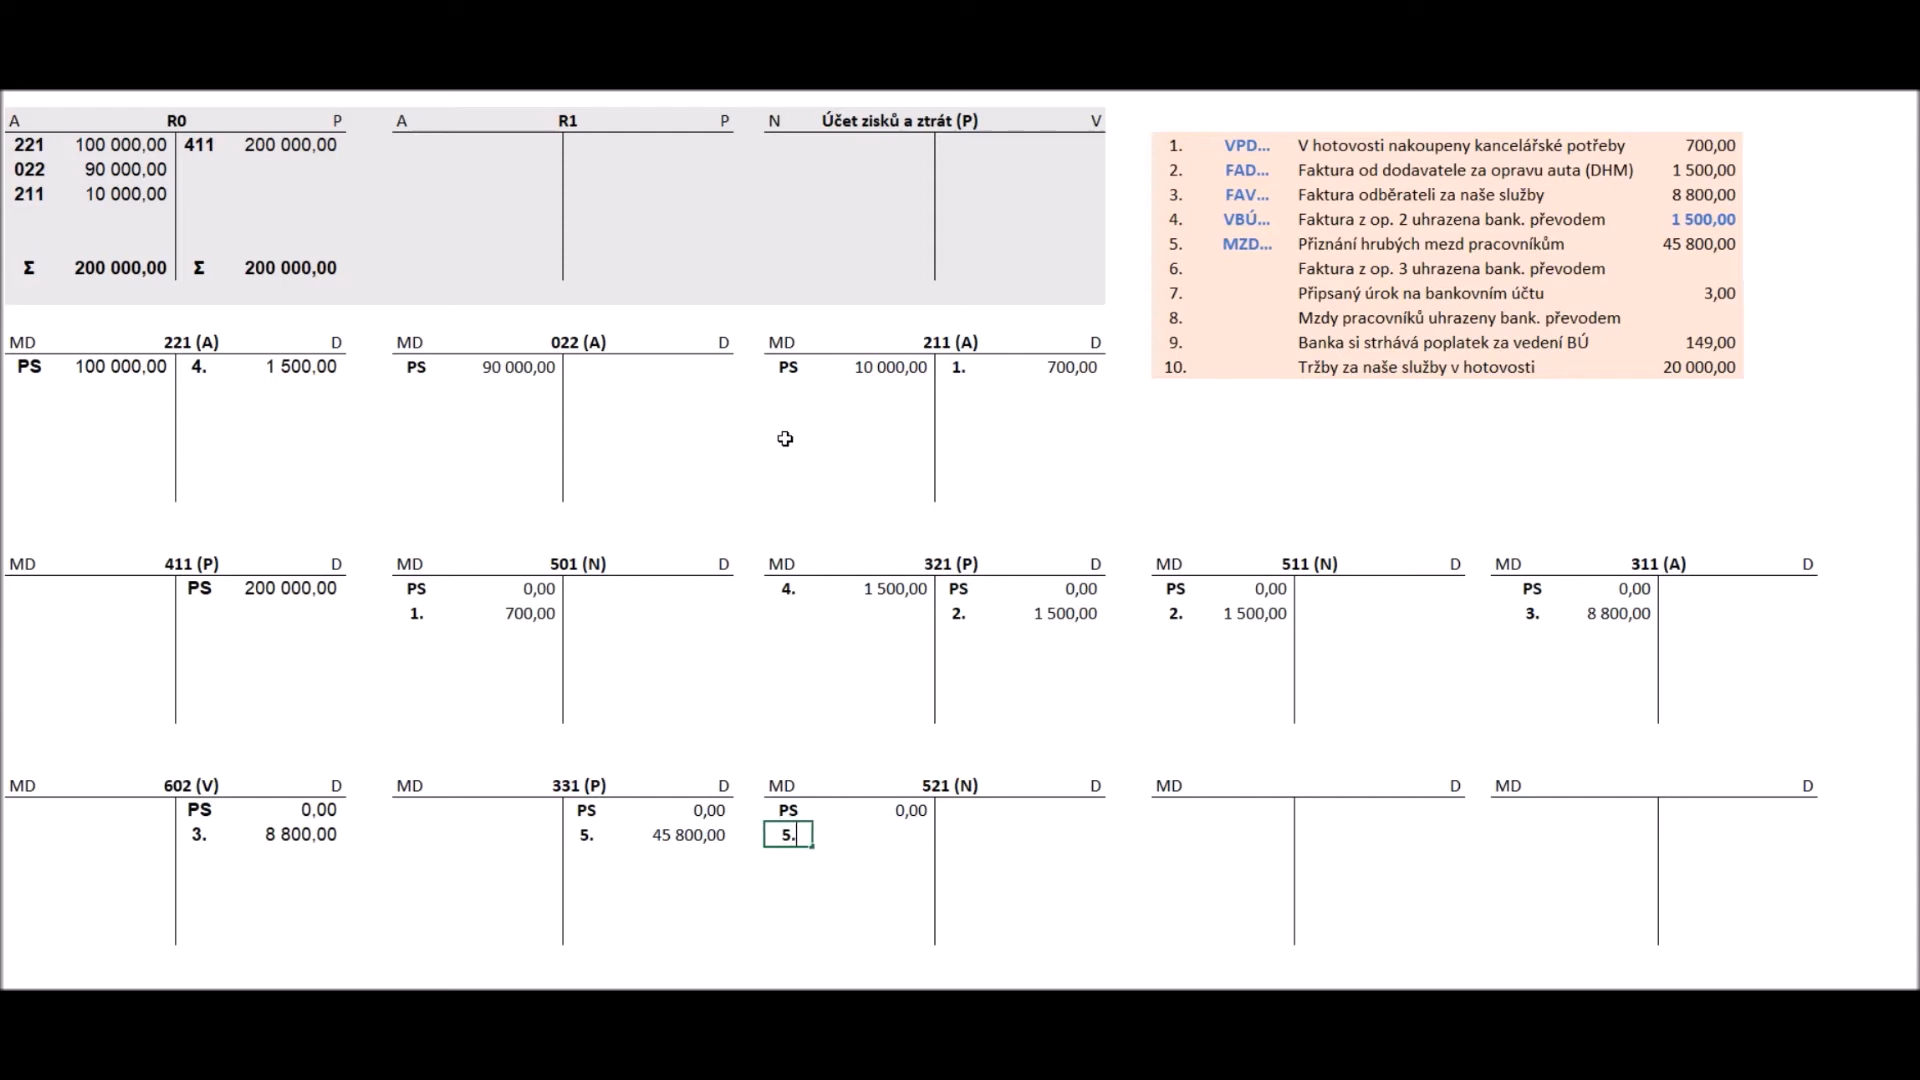 A R0 P
221 100 000,00 411 200 000,00
022 90 000,00
211 10 000,00
Σ 200 000,00 Σ 200 000,00
A R1 P
N Účet zisků a ztrát (P) V
1. VPD... V hotovosti nakoupeny kancelářské potřeby 700,00
2. FAD... Faktura od dodavatele za opravu auta (DHM) 1 500,00
3. FAV... Faktura odběrateli za naše služby 8 800,00
4. VBÚ... Faktura z op. 2 uhrazena bank. převodem 1 500,00
5. MZD... Přiznání hrubých mezd pracovníkům 45 800,00
6. Faktura z op. 3 uhrazena bank. převodem
7. Připsaný úrok na bankovním účtu 3,00
8. Mzdy pracovníků uhrazeny bank. převodem
9. Banka si strhává poplatek za vedení BÚ 149,00
10. Tržby za naše služby v hotovosti 20 000,00
MD 221 (A) D
PS 100 000,00 4. 1 500,00
MD 022 (A) D
PS 90 000,00
MD 211 (A) D
PS 10 000,00 1. 700,00
MD 411 (P) D
PS 200 000,00
MD 501 (N) D
PS 0,00
1. 700,00
MD 321 (P) D
4. 1 500,00 PS 0,00
2. 1 500,00
MD 511 (N) D
PS 0,00
2. 1 500,00
MD 311 (A) D
PS 0,00
3. 8 800,00
MD 602 (V) D
PS 0,00
3. 8 800,00
MD 331 (P) D
PS 0,00
5. 45 800,00
MD 521 (N) D
PS 0,00
5.
MD D
MD D